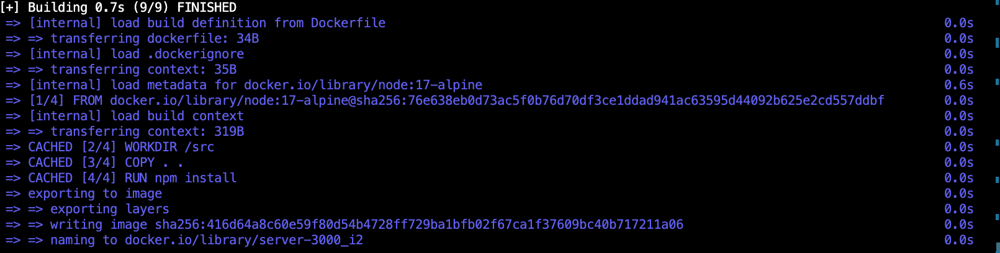 [+] Building 0.7s (9/9) FINISHED
=> [internal] load build definition from Dockerfile 0.0s
=> => transferring dockerfile: 34B 0.0s
=> [internal] load .dockerignore 0.0s
=> => transferring context: 35B 0.0s
=> [internal] load metadata for docker.io/library/node:17-alpine 0.6s
=> [1/4] FROM docker.io/library/node:17-alpine@sha256:76e638eb0d73ac5f0b76d70df3ce1ddad941ac63595d44092b625e2cd557ddbf 0.0s
=> [internal] load build context 0.0s
=> => transferring context: 319B 0.0s
=> CACHED [2/4] WORKDIR /src 0.0s
=> CACHED [3/4] COPY . . 0.0s
=> CACHED [4/4] RUN npm install 0.0s
=> exporting to image 0.0s
=> => exporting layers 0.0s
=> => writing image sha256:416d64a8c60e59f80d54b4728ff729ba1bfb02f67ca1f37609bc40b717211a06 0.0s
=> => naming to docker.io/library/server-3000_i2 0.0s